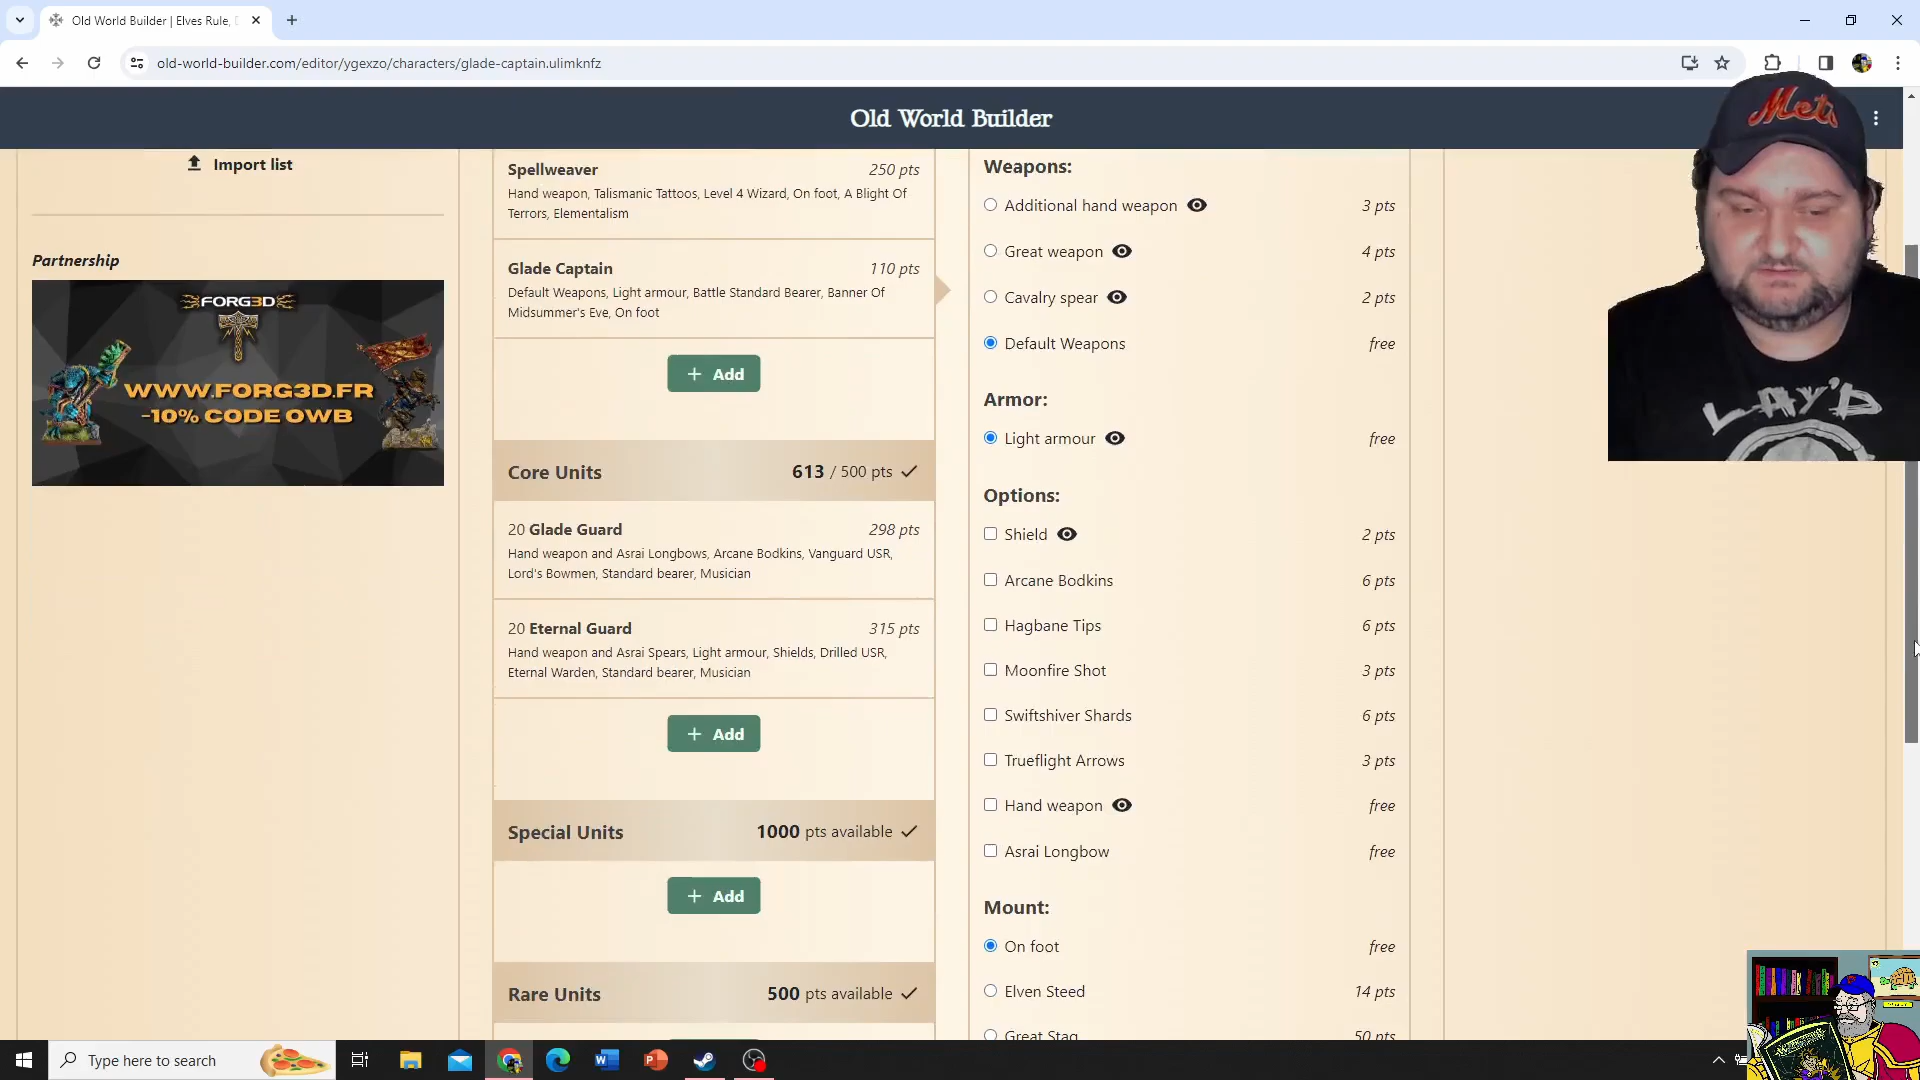 Old World Builder | Elves Rule,
old-world-builder.com/editor/ygexzo/characters/glade-captain.ulimknfz
Old World Builder
Import list
Partnership
FORG3D
WWW.FORG3D.FR
-10% CODE OWB
Spellweaver 250 pts
Hand weapon, Talismanic Tattoos, Level 4 Wizard, On foot, A Blight Of
Terrors, Elementalism
Glade Captain 110 pts
Default Weapons, Light armour, Battle Standard Bearer, Banner Of
Midsummer's Eve, On foot
+ Add
Core Units 613 / 500 pts
20 Glade Guard 298 pts
Hand weapon and Asrai Longbows, Arcane Bodkins, Vanguard USR,
Lord's Bowmen, Standard bearer, Musician
20 Eternal Guard 315 pts
Hand weapon and Asrai Spears, Light armour, Shields, Drilled USR,
Eternal Warden, Standard bearer, Musician
+ Add
Special Units 1000 pts available
+ Add
Rare Units 500 pts available
Weapons:
Additional hand weapon 3 pts
Great weapon 4 pts
Cavalry spear 2 pts
Default Weapons free
Armor:
Light armour free
Options:
Shield 2 pts
Arcane Bodkins 6 pts
Hagbane Tips 6 pts
Moonfire Shot 3 pts
Swiftshiver Shards 6 pts
Trueflight Arrows 3 pts
Hand weapon free
Asrai Longbow free
Mount:
On foot free
Elven Steed 14 pts
Great Stag 50 pts
Mets
LAY'D
Type here to search